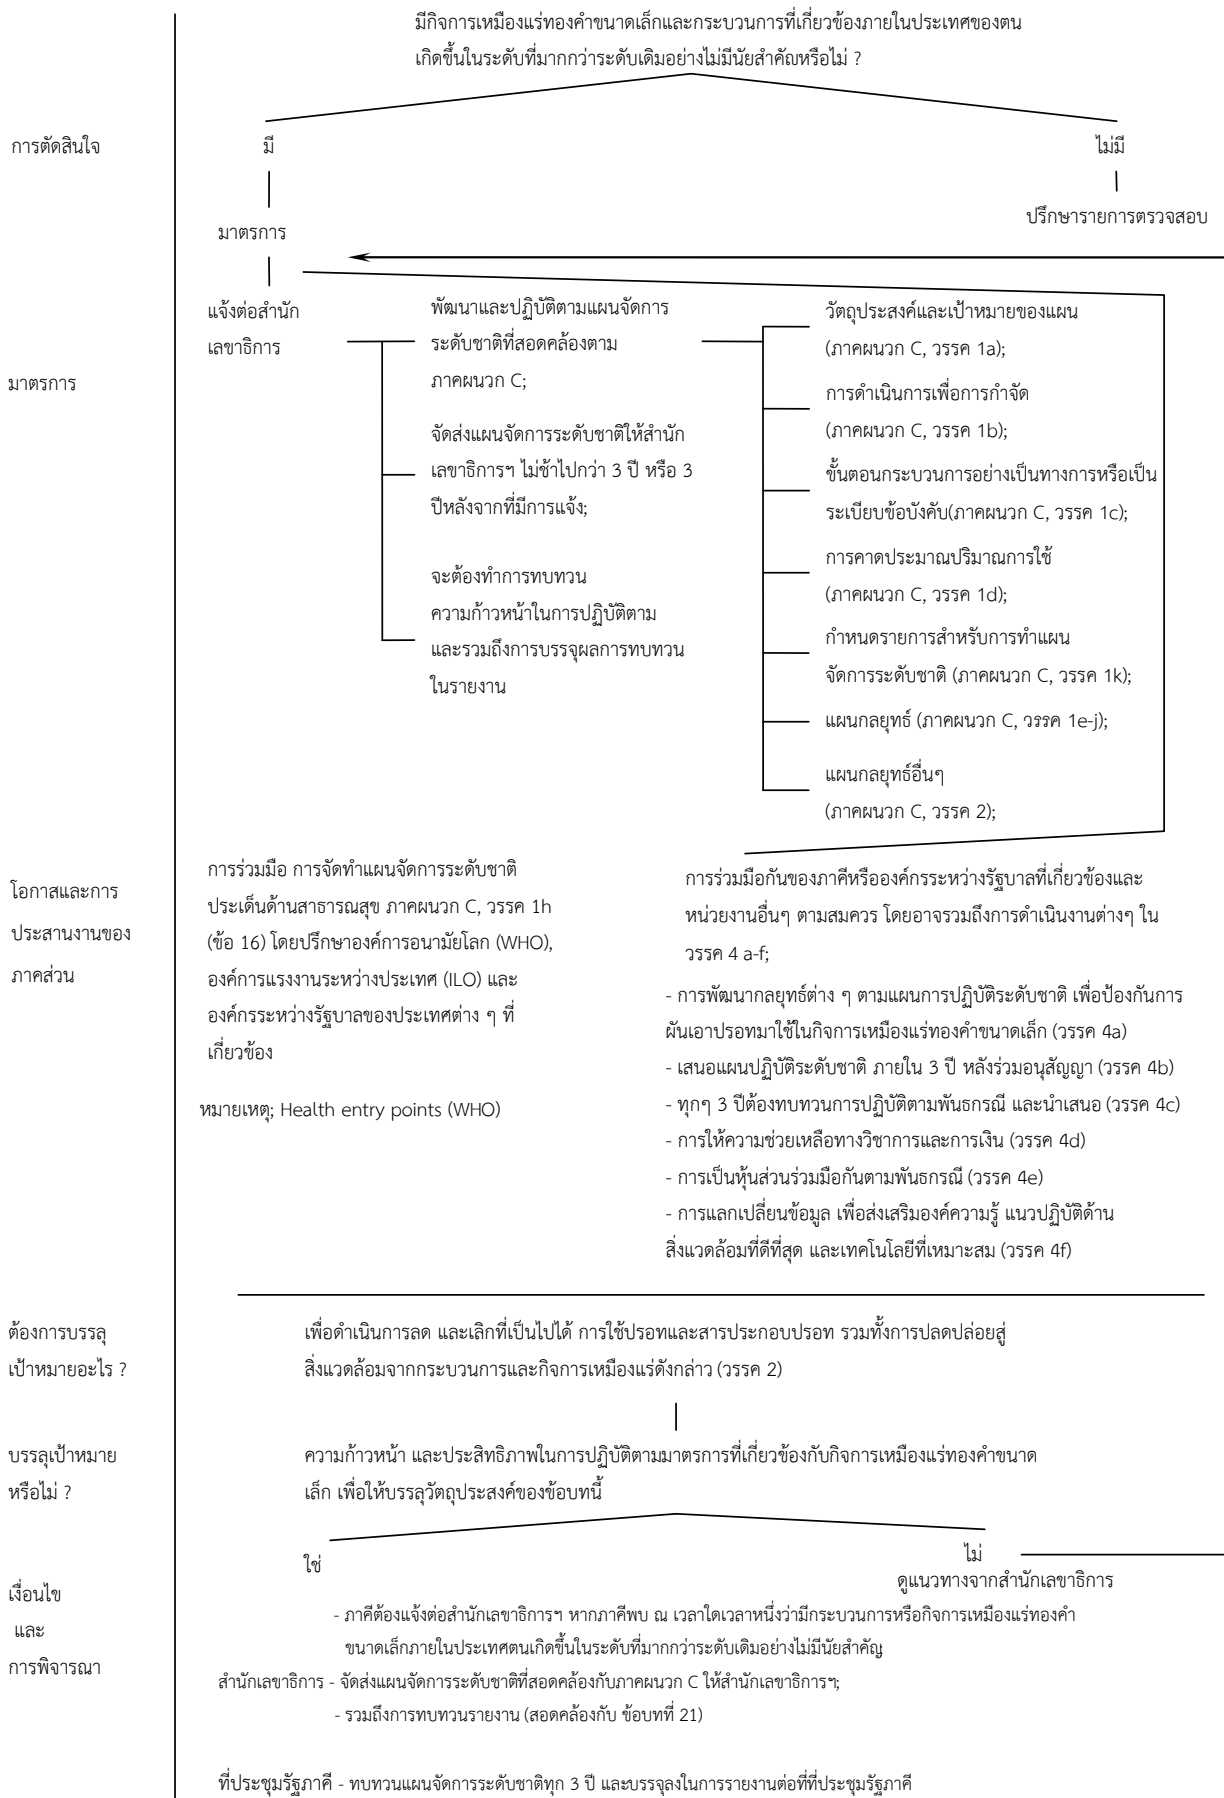 มีกิจการเหมืองแร่ทองคำขนาดเล็กและกระบวนการที่เกี่ยวข้องภายในประเทศของตน
เกิดขึ้นในระดับที่มากกว่าระดับเดิมอย่างไม่มีนัยสำคัญหรือไม่ ?
การตัดสินใจ
มี
ไม่มี
มาตรการ
ปรึกษารายการตรวจสอบ
มาตรการ
แจ้งต่อสำนัก
เลขาธิการ
พัฒนาและปฏิบัติตามแผนจัดการ
ระดับชาติที่สอดคล้องตาม
ภาคผนวก C;
จัดส่งแผนจัดการระดับชาติให้สำนัก
เลขาธิการฯ ไม่ช้าไปกว่า 3 ปี หรือ 3
ปีหลังจากที่มีการแจ้ง;
จะต้องทำการทบทวน
ความก้าวหน้าในการปฏิบัติตาม
และรวมถึงการบรรจุผลการทบทวน
ในรายงาน
วัตถุประสงค์และเป้าหมายของแผน
(ภาคผนวก C, วรรค 1a);
การดำเนินการเพื่อการกำจัด
(ภาคผนวก C, วรรค 1b);
ขั้นตอนกระบวนการอย่างเป็นทางการหรือเป็น
ระเบียบข้อบังคับ(ภาคผนวก C, วรรค 1c);
การคาดประมาณปริมาณการใช้
(ภาคผนวก C, วรรค 1d);
กำหนดรายการสำหรับการทำแผน
จัดการระดับชาติ (ภาคผนวก C, วรรค 1k);
แผนกลยุทธ์ (ภาคผนวก C, วรรค 1e-j);
แผนกลยุทธ์อื่นๆ
(ภาคผนวก C, วรรค 2);
โอกาสและการ
ประสานงานของ
ภาคส่วน
การร่วมมือ การจัดทำแผนจัดการระดับชาติ
ประเด็นด้านสาธารณสุข ภาคผนวก C, วรรค 1h
(ข้อ 16) โดยปรึกษาองค์การอนามัยโลก (WHO),
องค์การแรงงานระหว่างประเทศ (ILO) และ
องค์กรระหว่างรัฐบาลของประเทศต่าง ๆ ที่
เกี่ยวข้อง
หมายเหตุ; Health entry points (WHO)
การร่วมมือกันของภาคีหรือองค์กรระหว่างรัฐบาลที่เกี่ยวข้องและ
หน่วยงานอื่นๆ ตามสมควร โดยอาจรวมถึงการดำเนินงานต่างๆ ใน
วรรค 4 a-f;
- การพัฒนากลยุทธ์ต่าง ๆ ตามแผนการปฏิบัติระดับชาติ เพื่อป้องกันการ
ผันเอาปรอทมาใช้ในกิจการเหมืองแร่ทองคำขนาดเล็ก (วรรค 4a)
- เสนอแผนปฏิบัติระดับชาติ ภายใน 3 ปี หลังร่วมอนุสัญญา (วรรค 4b)
- ทุกๆ 3 ปีต้องทบทวนการปฏิบัติตามพันธกรณี และนำเสนอ (วรรค 4c)
- การให้ความช่วยเหลือทางวิชาการและการเงิน (วรรค 4d)
- การเป็นหุ้นส่วนร่วมมือกันตามพันธกรณี (วรรค 4e)
- การแลกเปลี่ยนข้อมูล เพื่อส่งเสริมองค์ความรู้ แนวปฏิบัติด้าน
สิ่งแวดล้อมที่ดีที่สุด และเทคโนโลยีที่เหมาะสม (วรรค 4f)
ต้องการบรรลุ
เป้าหมายอะไร ?
เพื่อดำเนินการลด และเลิกที่เป็นไปได้ การใช้ปรอทและสารประกอบปรอท รวมทั้งการปลดปล่อยสู่
สิ่งแวดล้อมจากกระบวนการและกิจการเหมืองแร่ดังกล่าว (วรรค 2)
บรรลุเป้าหมาย
หรือไม่ ?
ความก้าวหน้า และประสิทธิภาพในการปฏิบัติตามมาตรการที่เกี่ยวข้องกับกิจการเหมืองแร่ทองคำขนาด
เล็ก เพื่อให้บรรลุวัตถุประสงค์ของข้อบทนี้
ใช่
ไม่
ดูแนวทางจากสำนักเลขาธิการ
เงื่อนไข
และ
การพิจารณา
- ภาคีต้องแจ้งต่อสำนักเลขาธิการฯ หากภาคีพบ ณ เวลาใดเวลาหนึ่งว่ามีกระบวนการหรือกิจการเหมืองแร่ทองคำ
ขนาดเล็กภายในประเทศตนเกิดขึ้นในระดับที่มากกว่าระดับเดิมอย่างไม่มีนัยสำคัญ
สำนักเลขาธิการ - จัดส่งแผนจัดการระดับชาติที่สอดคล้องกับภาคผนวก C ให้สำนักเลขาธิการฯ;
- รวมถึงการทบทวนรายงาน (สอดคล้องกับ ข้อบทที่ 21)
ที่ประชุมรัฐภาคี - ทบทวนแผนจัดการระดับชาติทุก 3 ปี และบรรจุลงในการรายงานต่อที่ที่ประชุมรัฐภาคี